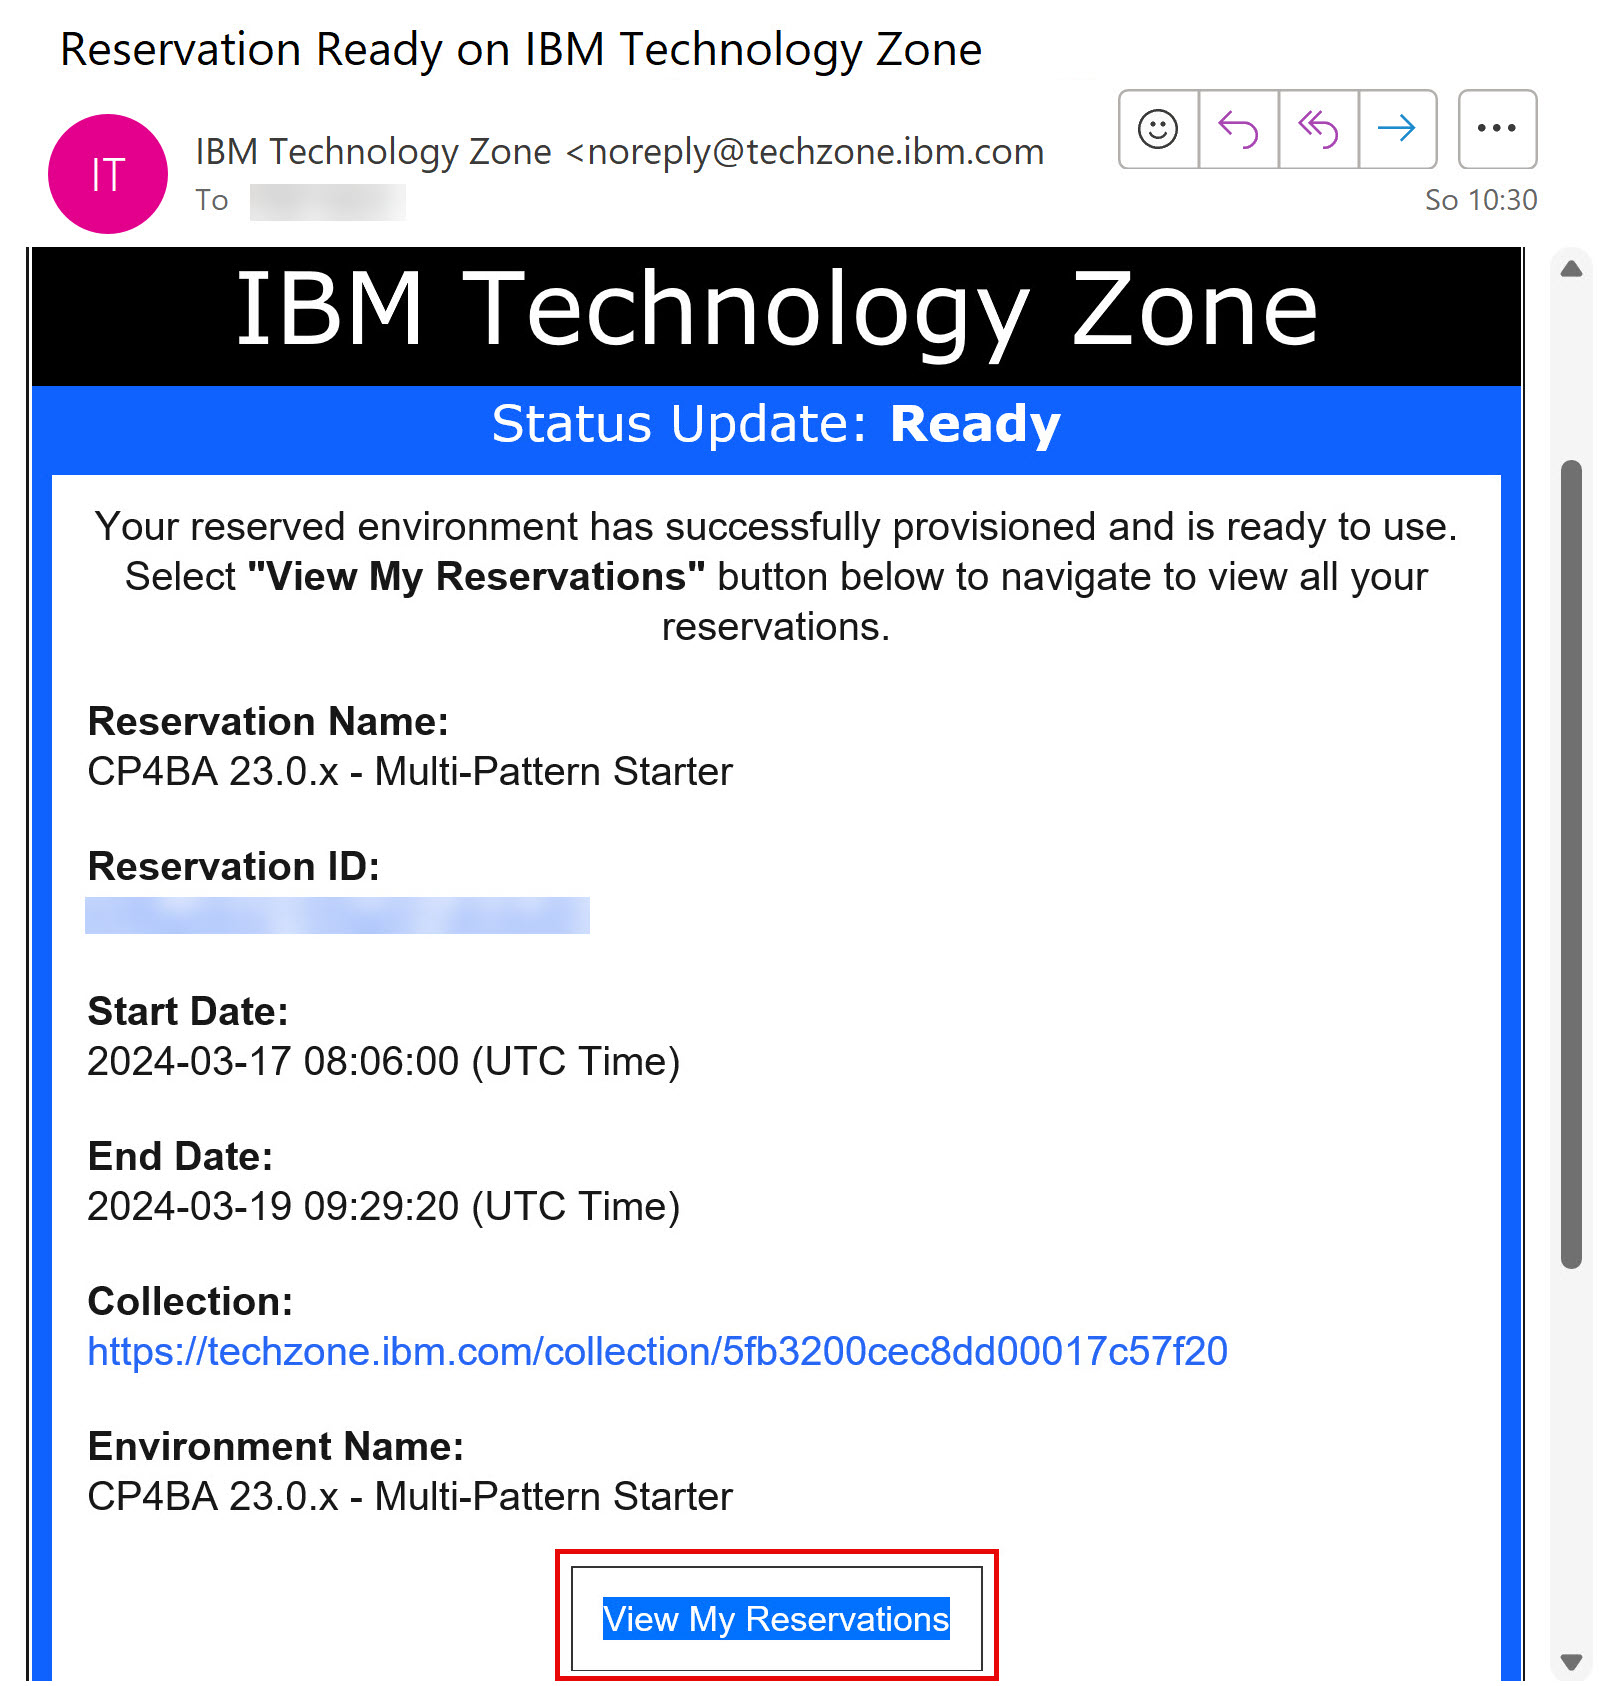 Reservation Ready on IBM Technology Zone
IT
IBM Technology Zone <noreply@techzone.ibm.com
To
So 10:30
IBM Technology Zone
Status Update: Ready
Your reserved environment has successfully provisioned and is ready to use.
Select "View My Reservations" button below to navigate to view all your
reservations.
Reservation Name:
CP4BA 23.0.x - Multi-Pattern Starter
Reservation ID:
Start Date:
2024-03-17 08:06:00 (UTC Time)
End Date:
2024-03-19 09:29:20 (UTC Time)
Collection:
https://techzone.ibm.com/collection/5fb3200cec8dd00017c57f20
Environment Name:
CP4BA 23.0.x - Multi-Pattern Starter
View My Reservations